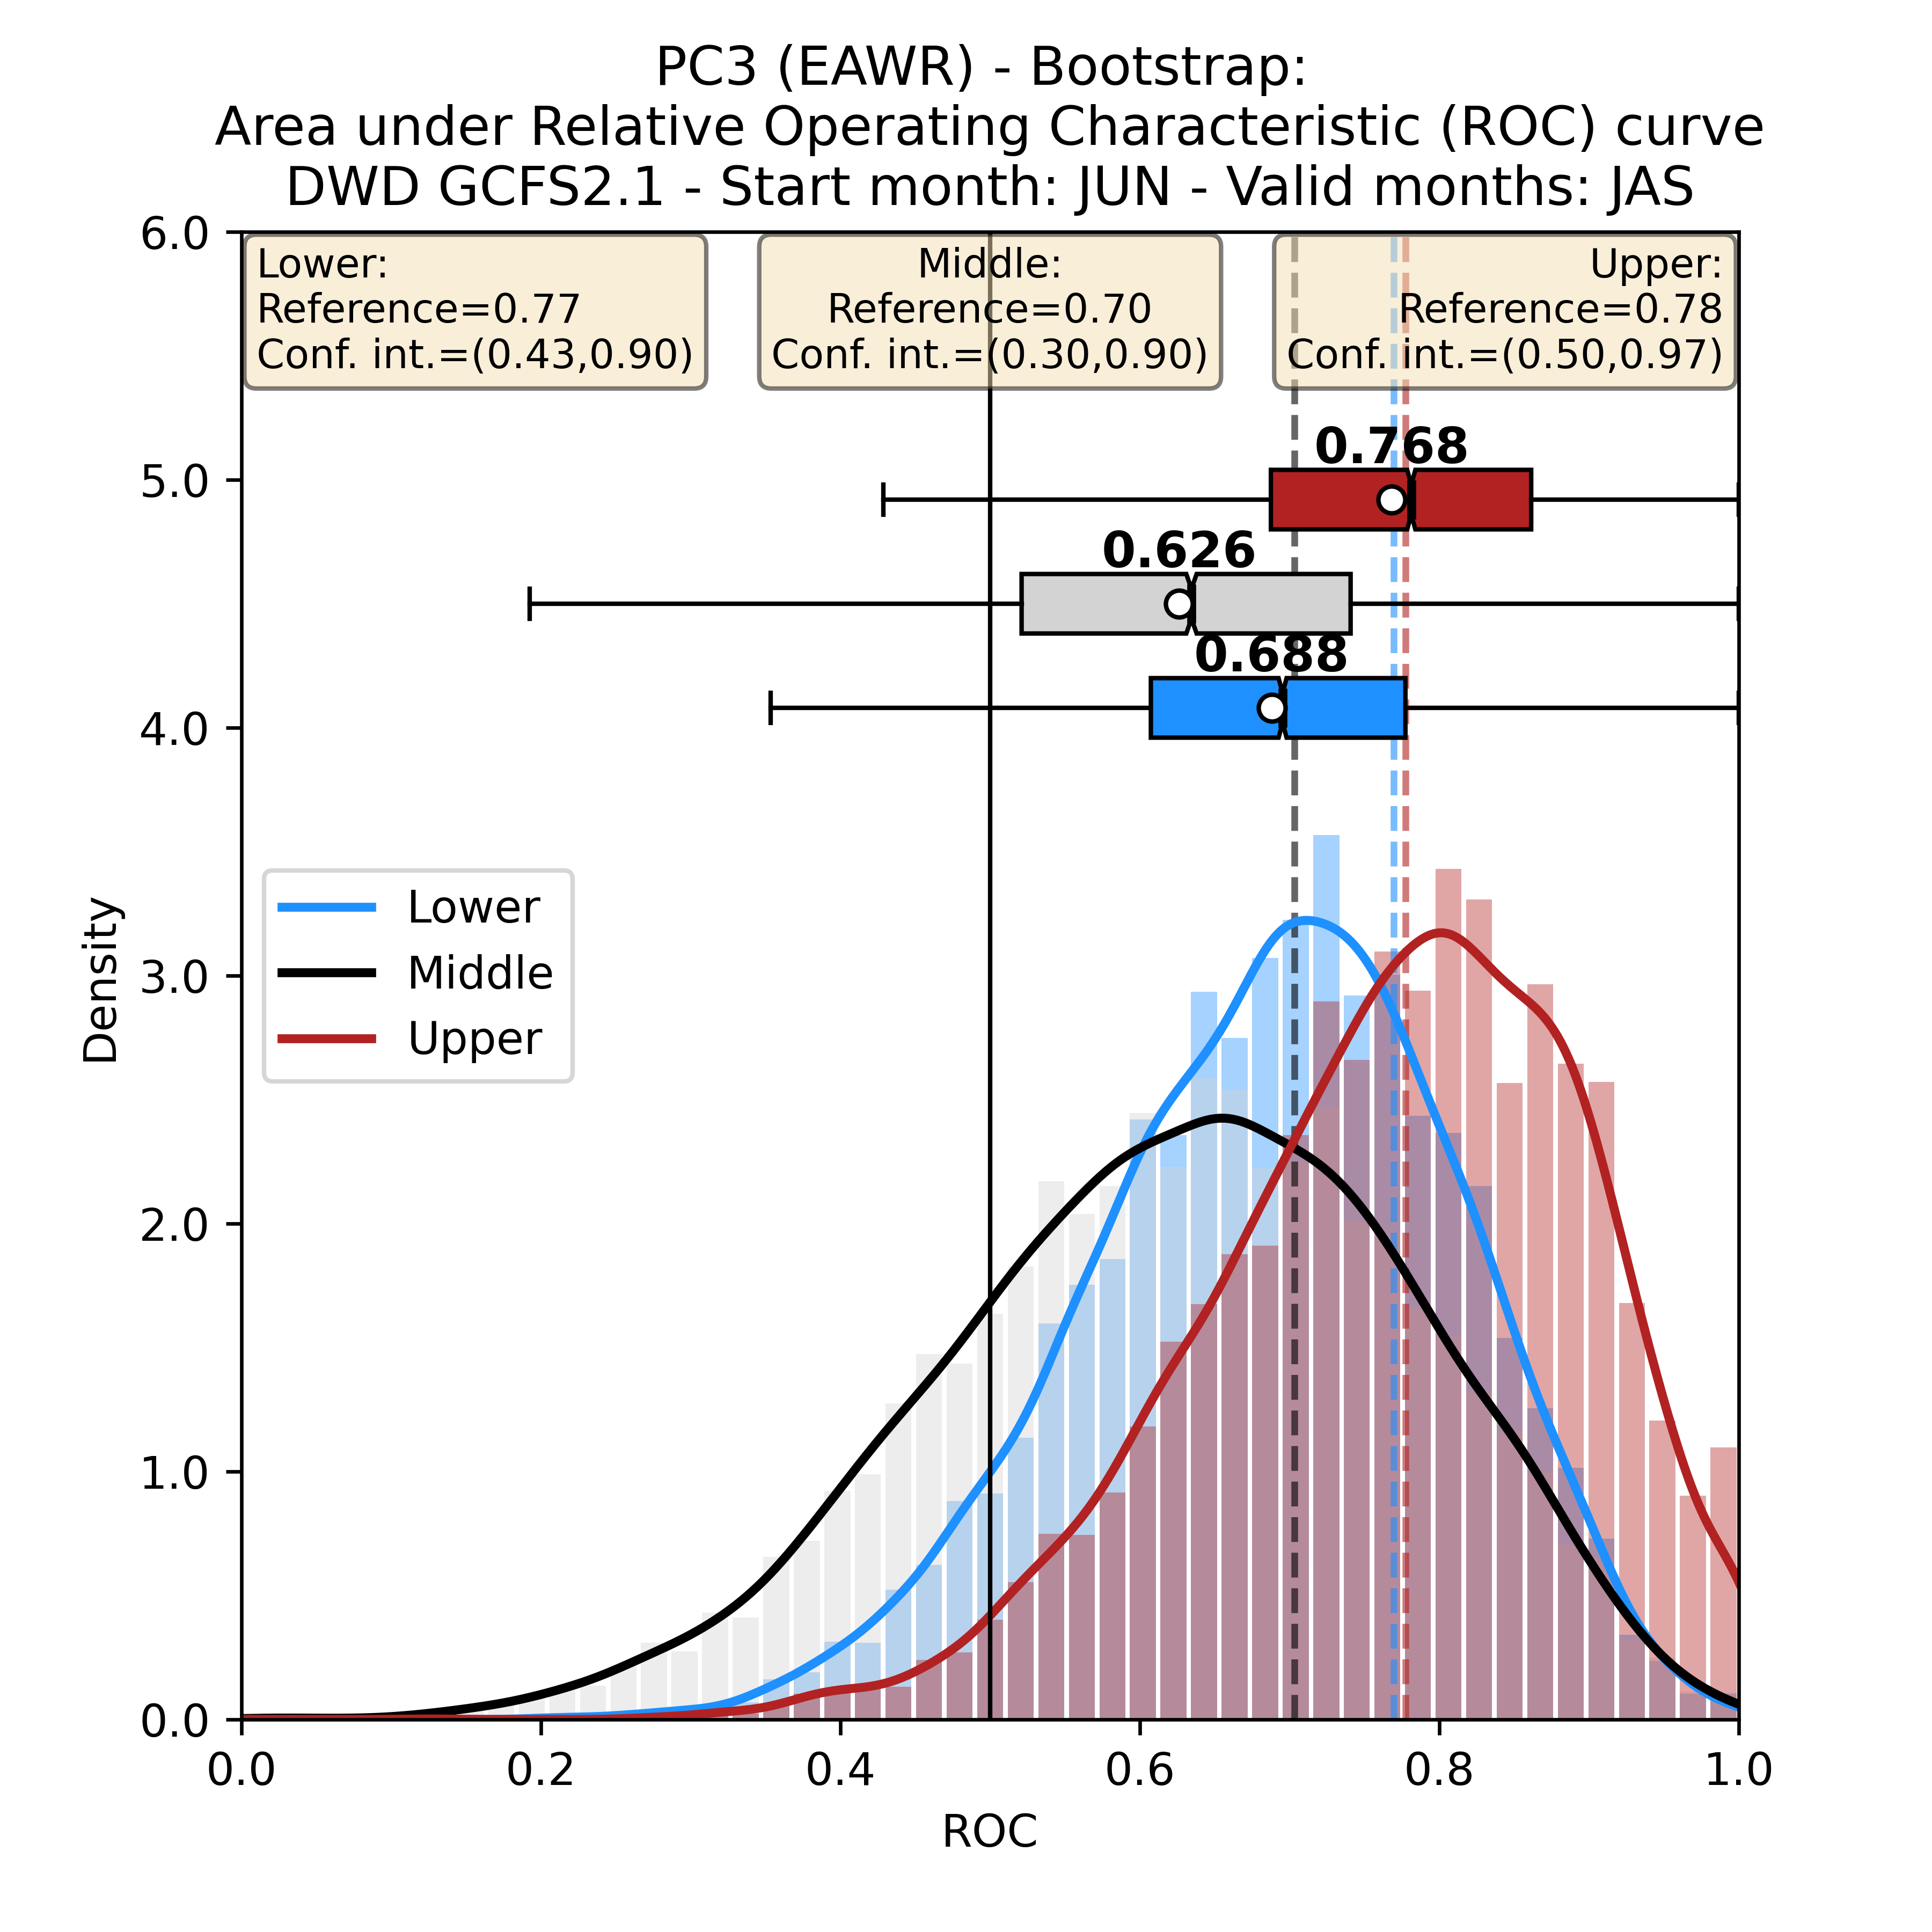 PC3 (EAWR) - Bootstrap:
Area under Relative Operating Characteristic (ROC) curve
DWD GCFS2.1 - Start month: JUN - Valid months: JAS
Lower:
Reference=0.77
Conf. int.=(0.43,0.90)
Middle:
Reference=0.70
Conf. int.=(0.30,0.90)
Upper:
Reference=0.78
Conf. int.=(0.50,0.97)
0.768
0.626
0.688
Lower
Middle
Upper
Density
6.0
5.0
4.0
3.0
2.0
1.0
0.0
0.0
0.2
0.4
0.6
0.8
1.0
ROC